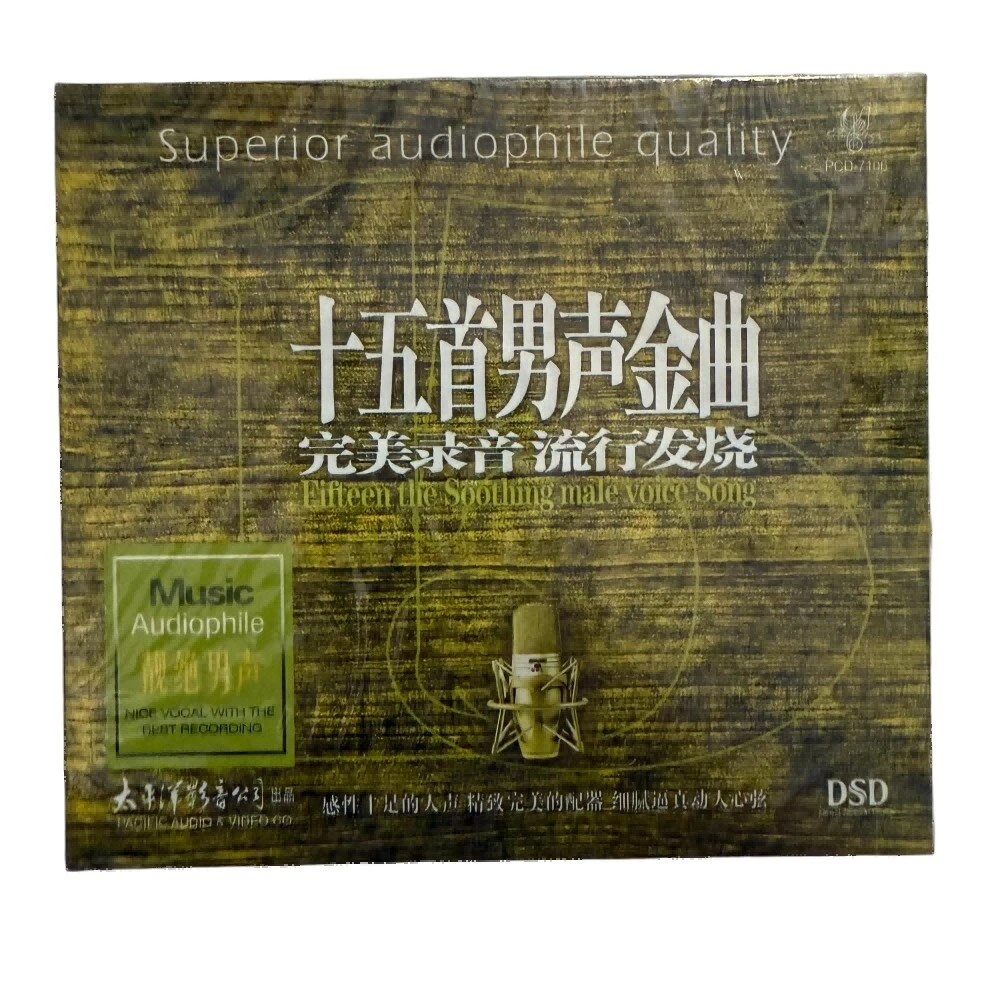 Superior audiophile quality
PCD-7100
十五首男声金曲
完美录音 流行发烧
Fifteen the Soothing male voice Song
Music
Audiophile
靓绝男声
NICE VOCAL WITH THE
BEBT RECORDING
太平洋影音公司 出品
PACIFIC AUDIO & VIDEO CO
感性十足的人声 精致完美的配器 细腻逼真动人心弦
DSD